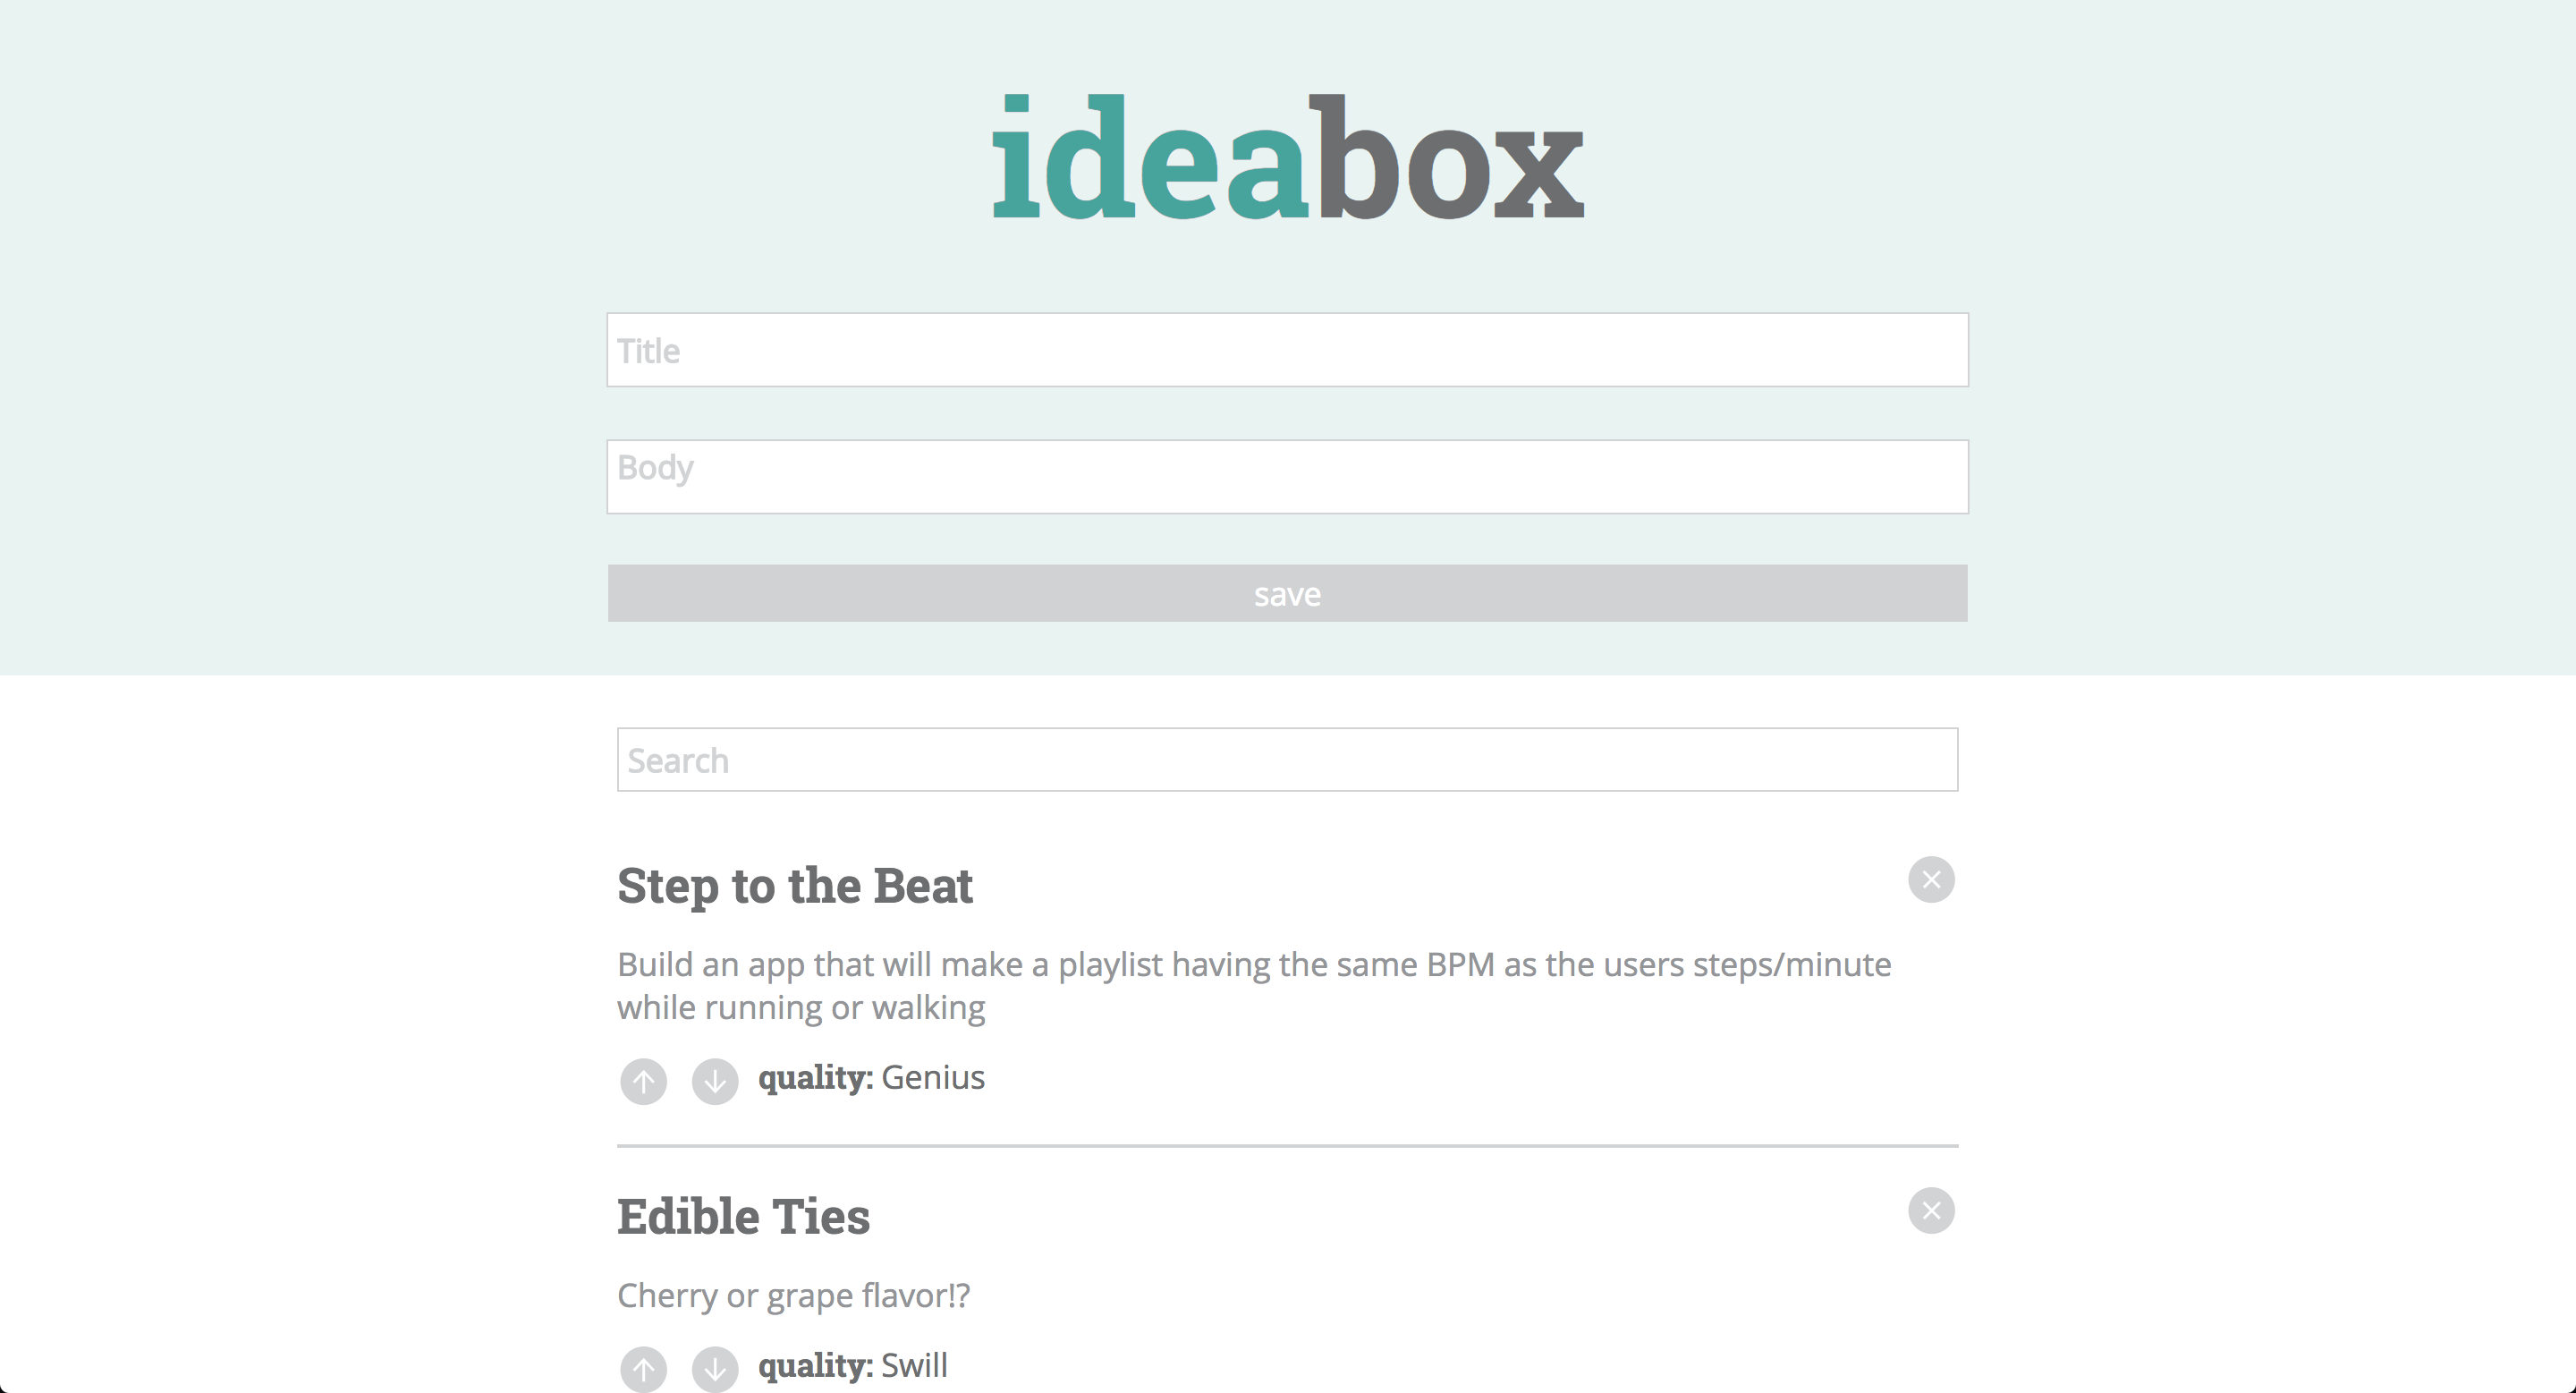 ideabox
Title
Body
save
Search
Step to the Beat
Build an app that will make a playlist having the same BPM as the users steps/minute
while running or walking
quality: Genius
Edible Ties
Cherry or grape flavor!?
quality: Swill